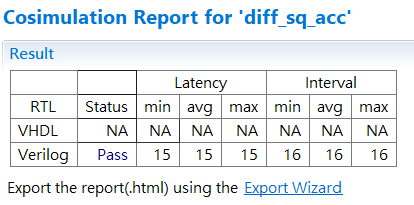 Cosimulation Report for 'diff_sq_acc'
Result
Latency Interval
RTL Status min avg max min avg max
VHDL NA NA NA NA NA NA NA
Verilog Pass 15 15 15 16 16 16
Export the report(.html) using the Export Wizard